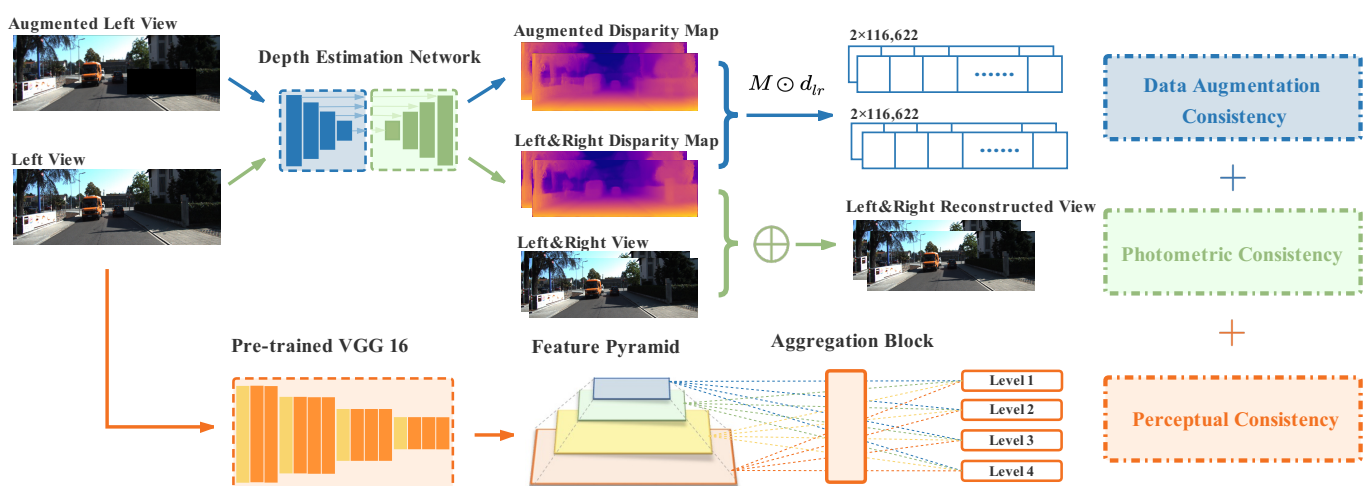 Augmented Left View
Depth Estimation Network
Augmented Disparity Map
2×116,622
M ⊙ d_lr
2×116,622
Data Augmentation
Consistency
Left View
Left&Right Disparity Map
+
Left&Right View
Left&Right Reconstructed View
Photometric Consistency
+
Pre-trained VGG 16
Feature Pyramid
Aggregation Block
Level 1
Level 2
Level 3
Level 4
Perceptual Consistency